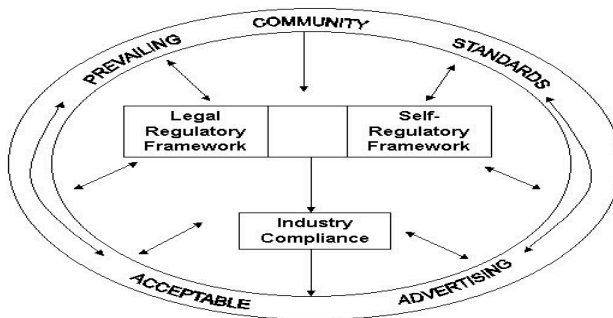 PREVAILING COMMUNITY STANDARDS
Legal
Regulatory
Framework
Self-
Regulatory
Framework
Industry
Compliance
ACCEPTABLE ADVERTISING